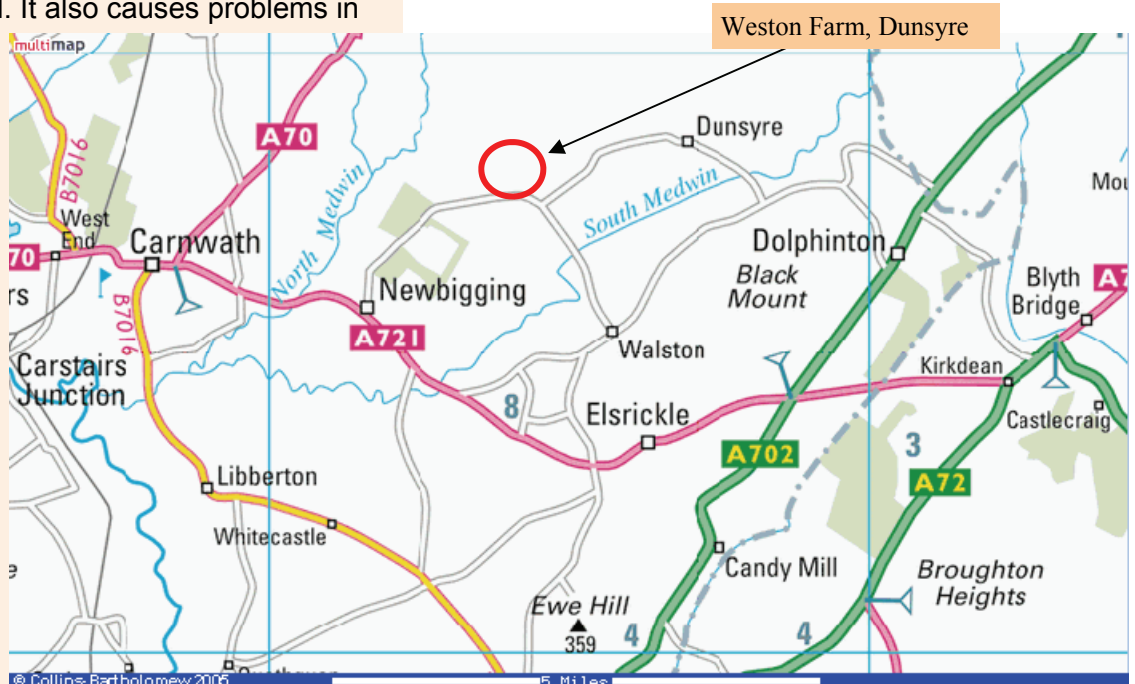 . It also causes problems in
Weston Farm, Dunsyre
multimap
B7016
A70
Dunsyre
North Medwin
South Medwin
West
End
Carnwath
70
rs
Dolphinton
Black
Mount
Blyth
Bridge
Newbigging
A721
B7016
Walston
Carstairs
Junction
Kirkdean
8
Elsrickle
Castlecraig
A702
3
A72
Libberton
Whitecastle
Candy Mill
Broughton
Heights
Ewe Hill
359
4
4
© Collins-Bartholomew 2005
5 Miles